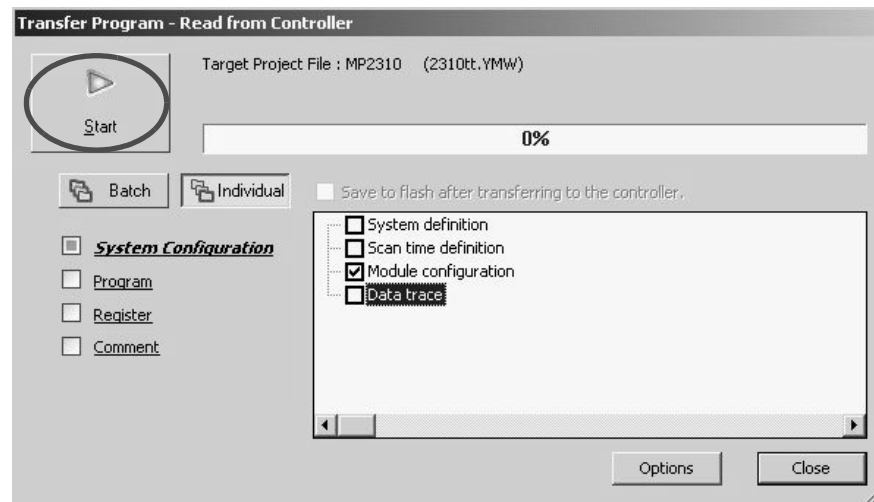 Transfer Program - Read from Controller
Target Project File : MP2310 (2310tt.YMW)
Start
0%
Batch
Individual
Save to flash after transferring to the controller.
System Configuration
Program
Register
Comment
System definition
Scan time definition
Module configuration
Data trace
Options
Close